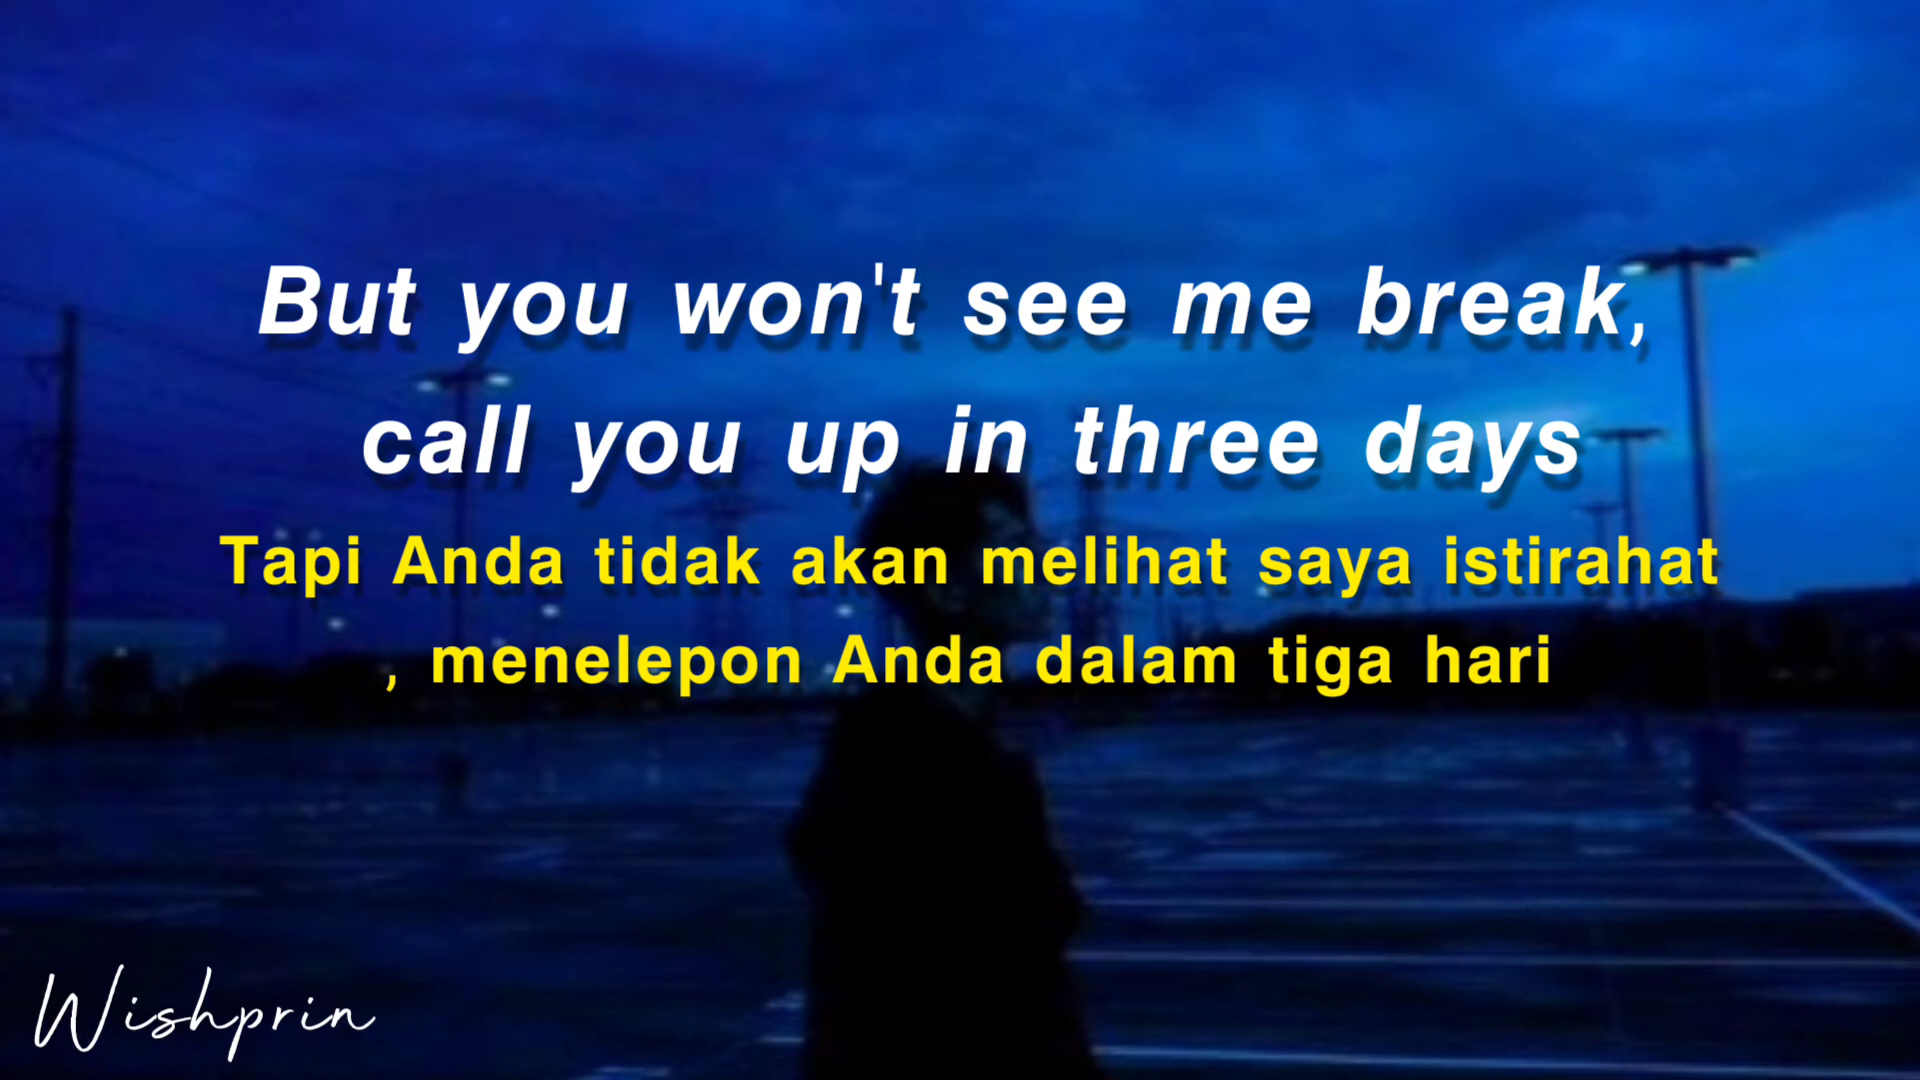 But you won't see me break,
call you up in three days
Tapi Anda tidak akan melihat saya istirahat
, menelepon Anda dalam tiga hari
Wishprin